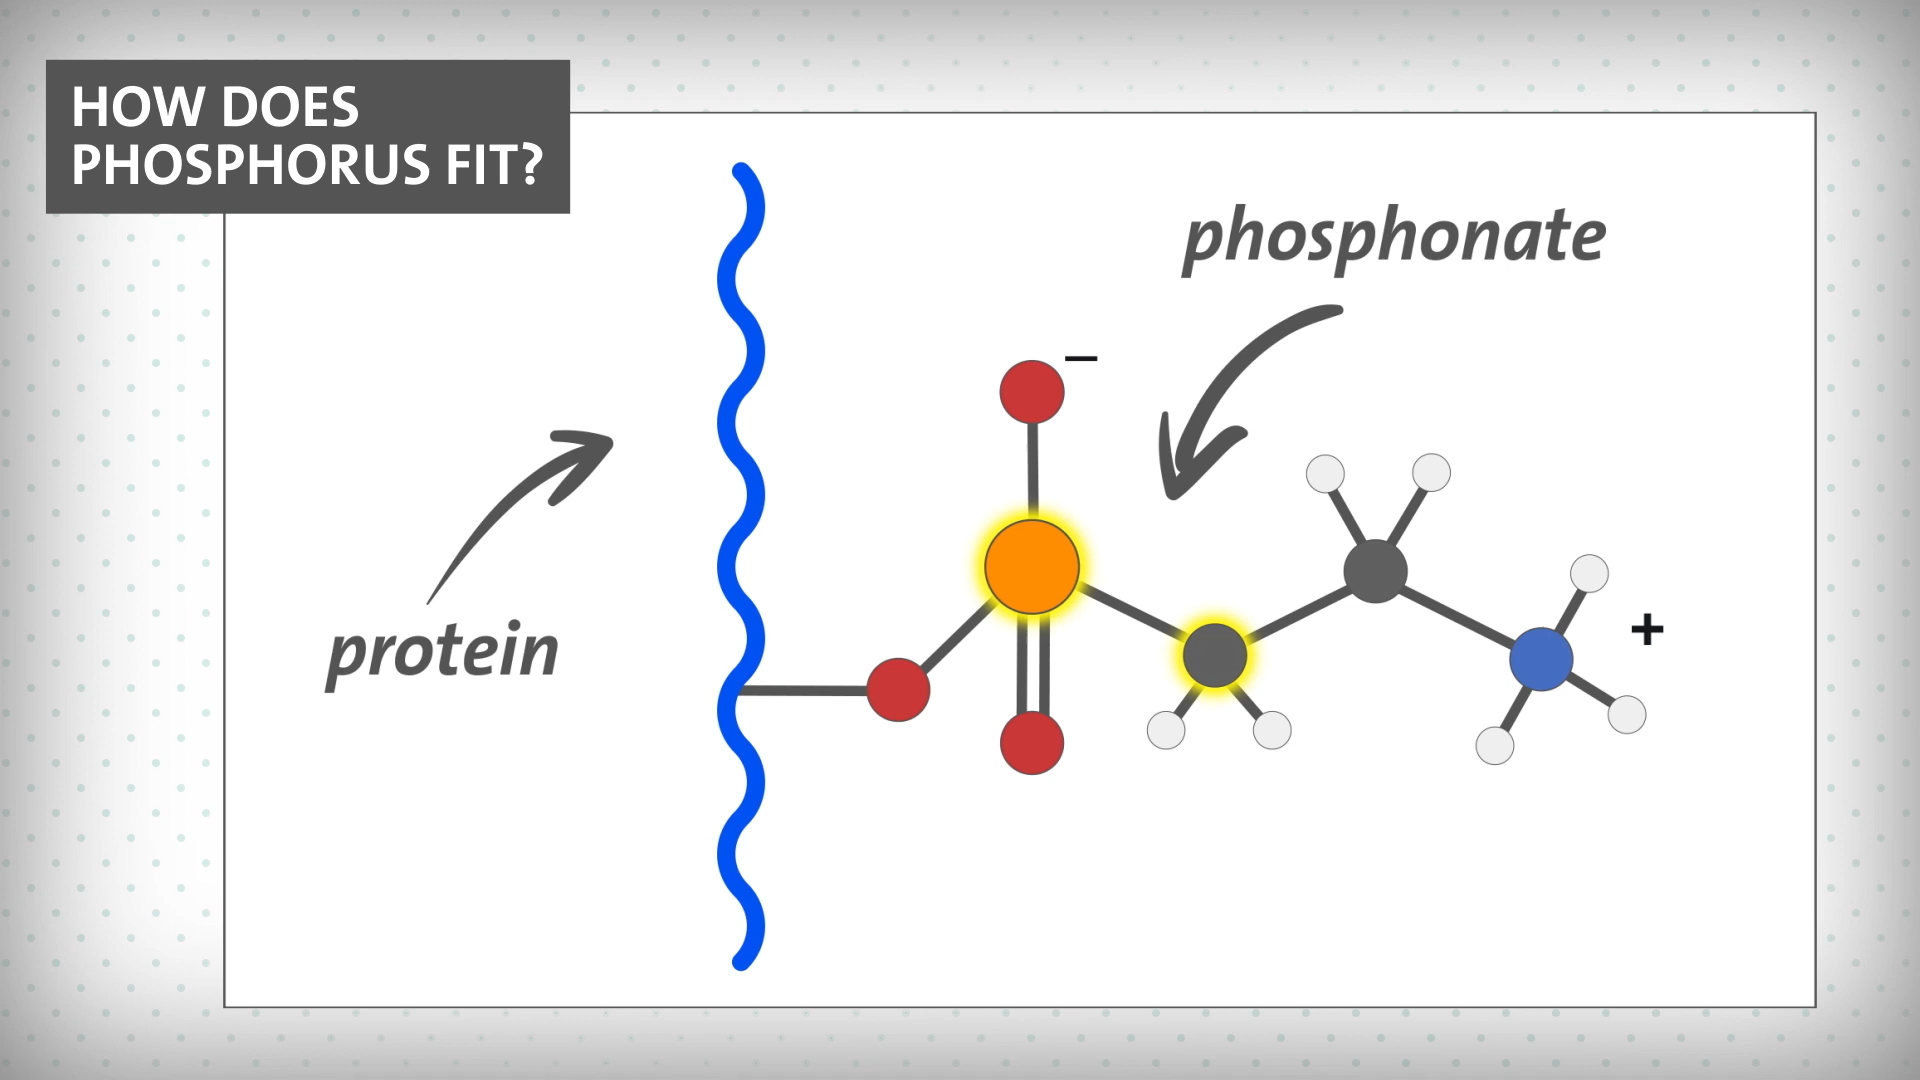 HOW DOES
PHOSPHORUS FIT?
phosphonate
–
protein
+